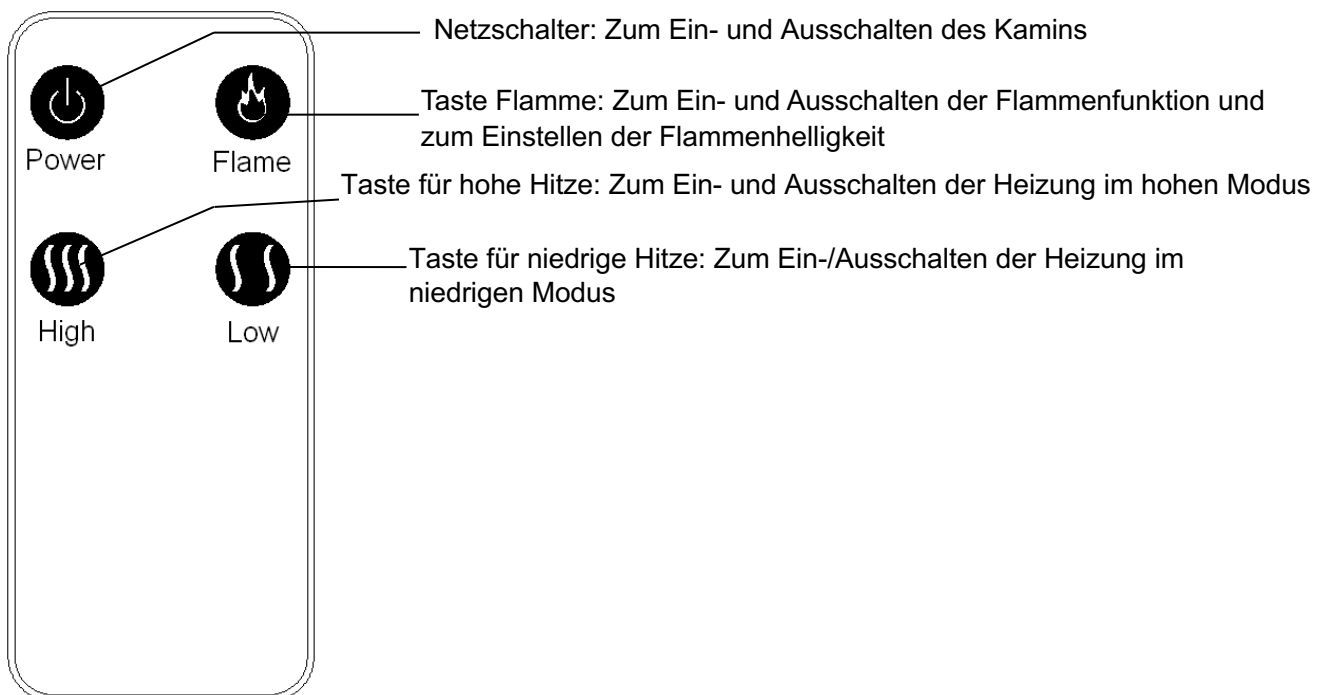 Netzschalter: Zum Ein- und Ausschalten des Kamins
Taste Flamme: Zum Ein- und Ausschalten der Flammenfunktion und
zum Einstellen der Flammenhelligkeit
Power
Flame
Taste für hohe Hitze: Zum Ein- und Ausschalten der Heizung im hohen Modus
Taste für niedrige Hitze: Zum Ein-/Ausschalten der Heizung im
niedrigen Modus
High
Low